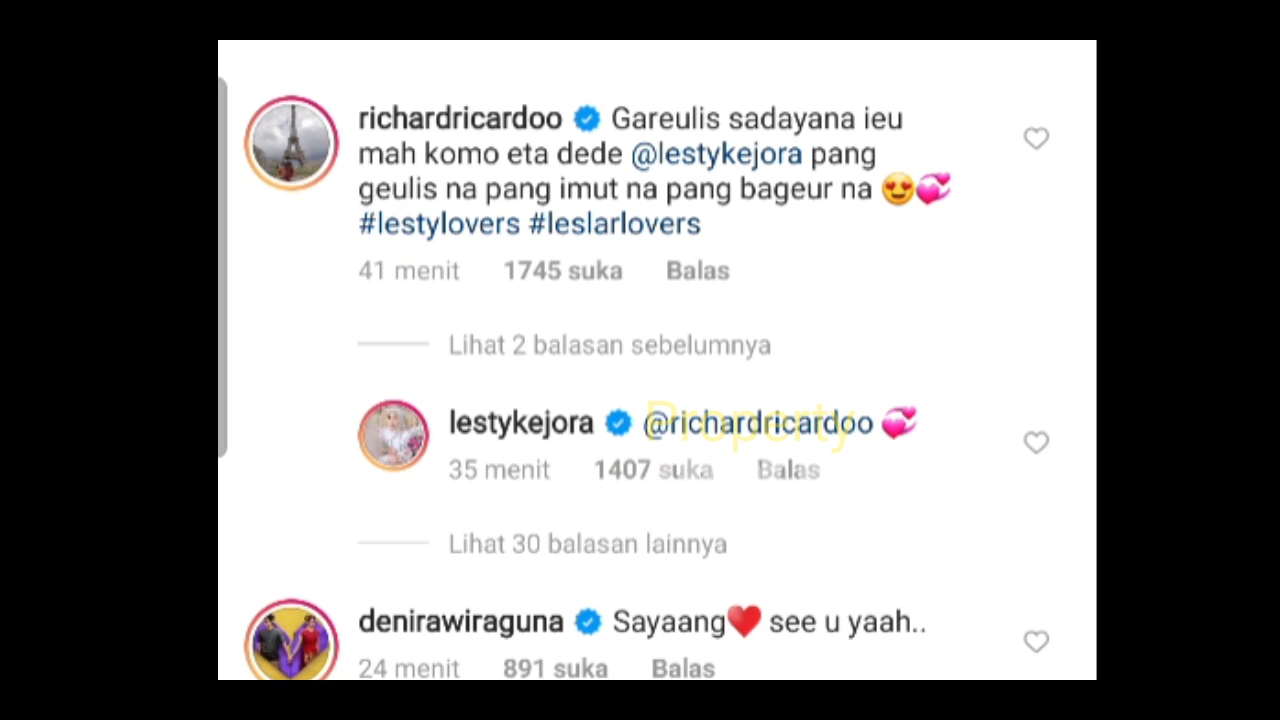 richardricardoo Gareulis sadayana ieu
mah komo eta dede @lestykejora pang
geulis na pang imut na pang bageur na 😍💞
#lestylovers #leslarlovers
41 menit 1745 suka Balas
Lihat 2 balasan sebelumnya
lestykejora @richardricardoo 💞
Property
35 menit 1407 suka Balas
Lihat 30 balasan lainnya
denirawiraguna Sayaang❤️ see u yaah..
24 menit 891 suka Balas